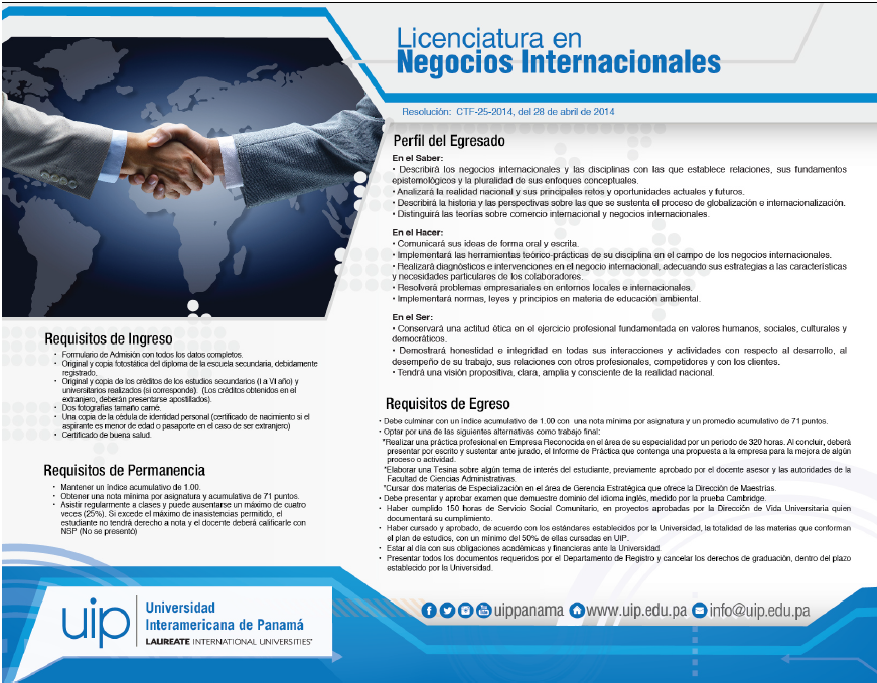 Licenciatura en
Negocios Internacionales
Resolución: CTF-25-2014, del 28 de abril de 2014
Perfil del Egresado
En el Saber:
• Describirá los negocios internacionales y las disciplinas con las que establece relaciones, sus fundamentos
epistemológicos y la pluralidad de sus enfoques conceptuales.
• Analizará la realidad nacional y sus principales retos y oportunidades actuales y futuros.
• Describirá la historia y las perspectivas sobre las que se sustenta el proceso de globalización e internacionalización.
• Distinguirá las teorías sobre comercio internacional y negocios internacionales.
En el Hacer:
• Comunicará sus ideas de forma oral y escrita.
• Implementará las herramientas teórico-prácticas de su disciplina en el campo de los negocios internacionales.
• Realizará diagnósticos e intervenciones en el negocio internacional, adecuando sus estrategias a las características
y necesidades particulares de los colaboradores.
• Resolverá problemas empresariales en entornos locales e internacionales.
• Implementará normas, leyes y principios en materia de educación ambiental.
En el Ser:
• Conservará una actitud ética en el ejercicio profesional fundamentada en valores humanos, sociales, culturales y
democráticos.
• Demostrará honestidad e integridad en todas sus interacciones y actividades con respecto al desarrollo, al
desempeño de su trabajo, sus relaciones con otros profesionales, competidores y con los clientes.
• Tendrá una visión propositiva, clara, amplia y consciente de la realidad nacional.
Requisitos de Ingreso
• Formulario de Admisión con todos los datos completos.
• Original y copia fotostática del diploma de la escuela secundaria, debidamente
registrado.
• Original y copia de los créditos de los estudios secundarios (I a VI año) y
universitarios realizados (si corresponde). (Los créditos obtenidos en el
extranjero, deberán presentarse apostillados).
• Dos fotografías tamaño carné.
• Una copia de la cédula de identidad personal (certificado de nacimiento si el
aspirante es menor de edad o pasaporte en el caso de ser extranjero)
• Certificado de buena salud.
Requisitos de Permanencia
• Mantener un índice acumulativo de 1.00.
• Obtener una nota mínima por asignatura y acumulativa de 71 puntos.
• Asistir regularmente a clases y puede ausentarse un máximo de cuatro
veces (25%), Si excede el máximo de inasistencias permitido, el
estudiante no tendrá derecho a nota y el docente deberá calificarle con
NSP (No se presentó)
Requisitos de Egreso
• Debe culminar con un índice acumulativo de 1.00 con una nota mínima por asignatura y un promedio acumulativo de 71 puntos.
• Optar por una de las siguientes alternativas como trabajo final:
*Realizar una práctica profesional en Empresa Reconocida en el área de su especialidad por un periodo de 320 horas. Al concluir, deberá
presentar por escrito y sustentar ante jurado, el Informe de Práctica que contenga una propuesta a la empresa para la mejora de algún
proceso o actividad.
*Elaborar una Tesina sobre algún tema de interés del estudiante, previamente aprobado por el docente asesor y las autoridades de la
Facultad de Ciencias Administrativas.
*Cursar dos materias de Especialización en el área de Gerencia Estratégica que ofrece la Dirección de Maestrías.
• Debe presentar y aprobar examen que demuestre dominio del idioma inglés, medido por la prueba Cambridge.
• Haber cumplido 150 horas de Servicio Social Comunitario, en proyectos aprobadas por la Dirección de Vida Universitaria quien
documentará su cumplimiento.
• Haber cursado y aprobado, de acuerdo con los estándares establecidos por la Universidad, la totalidad de las materias que conforman
el plan de estudios, con un mínimo del 50% de ellas cursadas en UIP.
• Estar al día con sus obligaciones académicas y financieras ante la Universidad.
• Presentar todos los documentos requeridos por el Departamento de Registro y cancelar los derechos de graduación, dentro del plazo
establecido por la Universidad.
uip
Universidad
Interamericana de Panamá
LAUREATE INTERNATIONAL UNIVERSITIES
uippanama www.uip.edu.pa info@uip.edu.pa